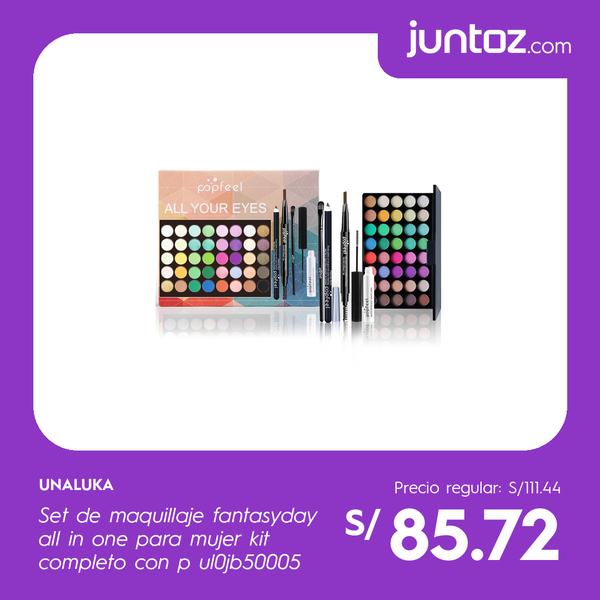 juntoz.com
popfeel
ALL YOUR EYES
popfeel
UNALUKA
Set de maquillaje fantasyday
all in one para mujer kit
completo con p ul0jb50005
Precio regular: S/111.44
S/ 85.72